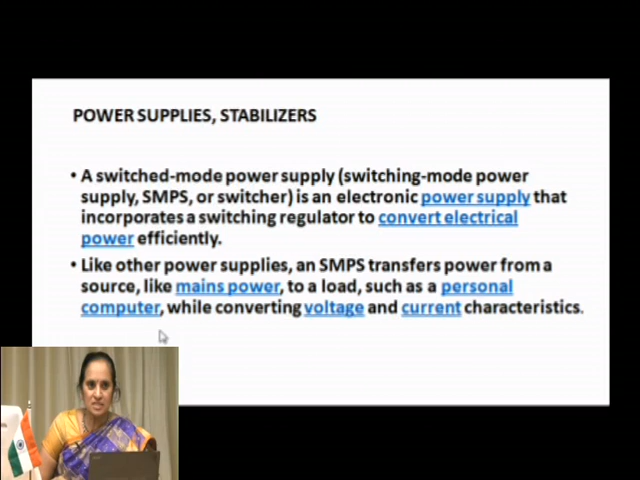 POWER SUPPLIES, STABILIZERS
• A switched-mode power supply (switching-mode power
supply, SMPS, or switcher) is an electronic power supply that
incorporates a switching regulator to convert electrical
power efficiently.
• Like other power supplies, an SMPS transfers power from a
source, like mains power, to a load, such as a personal
computer, while converting voltage and current characteristics.